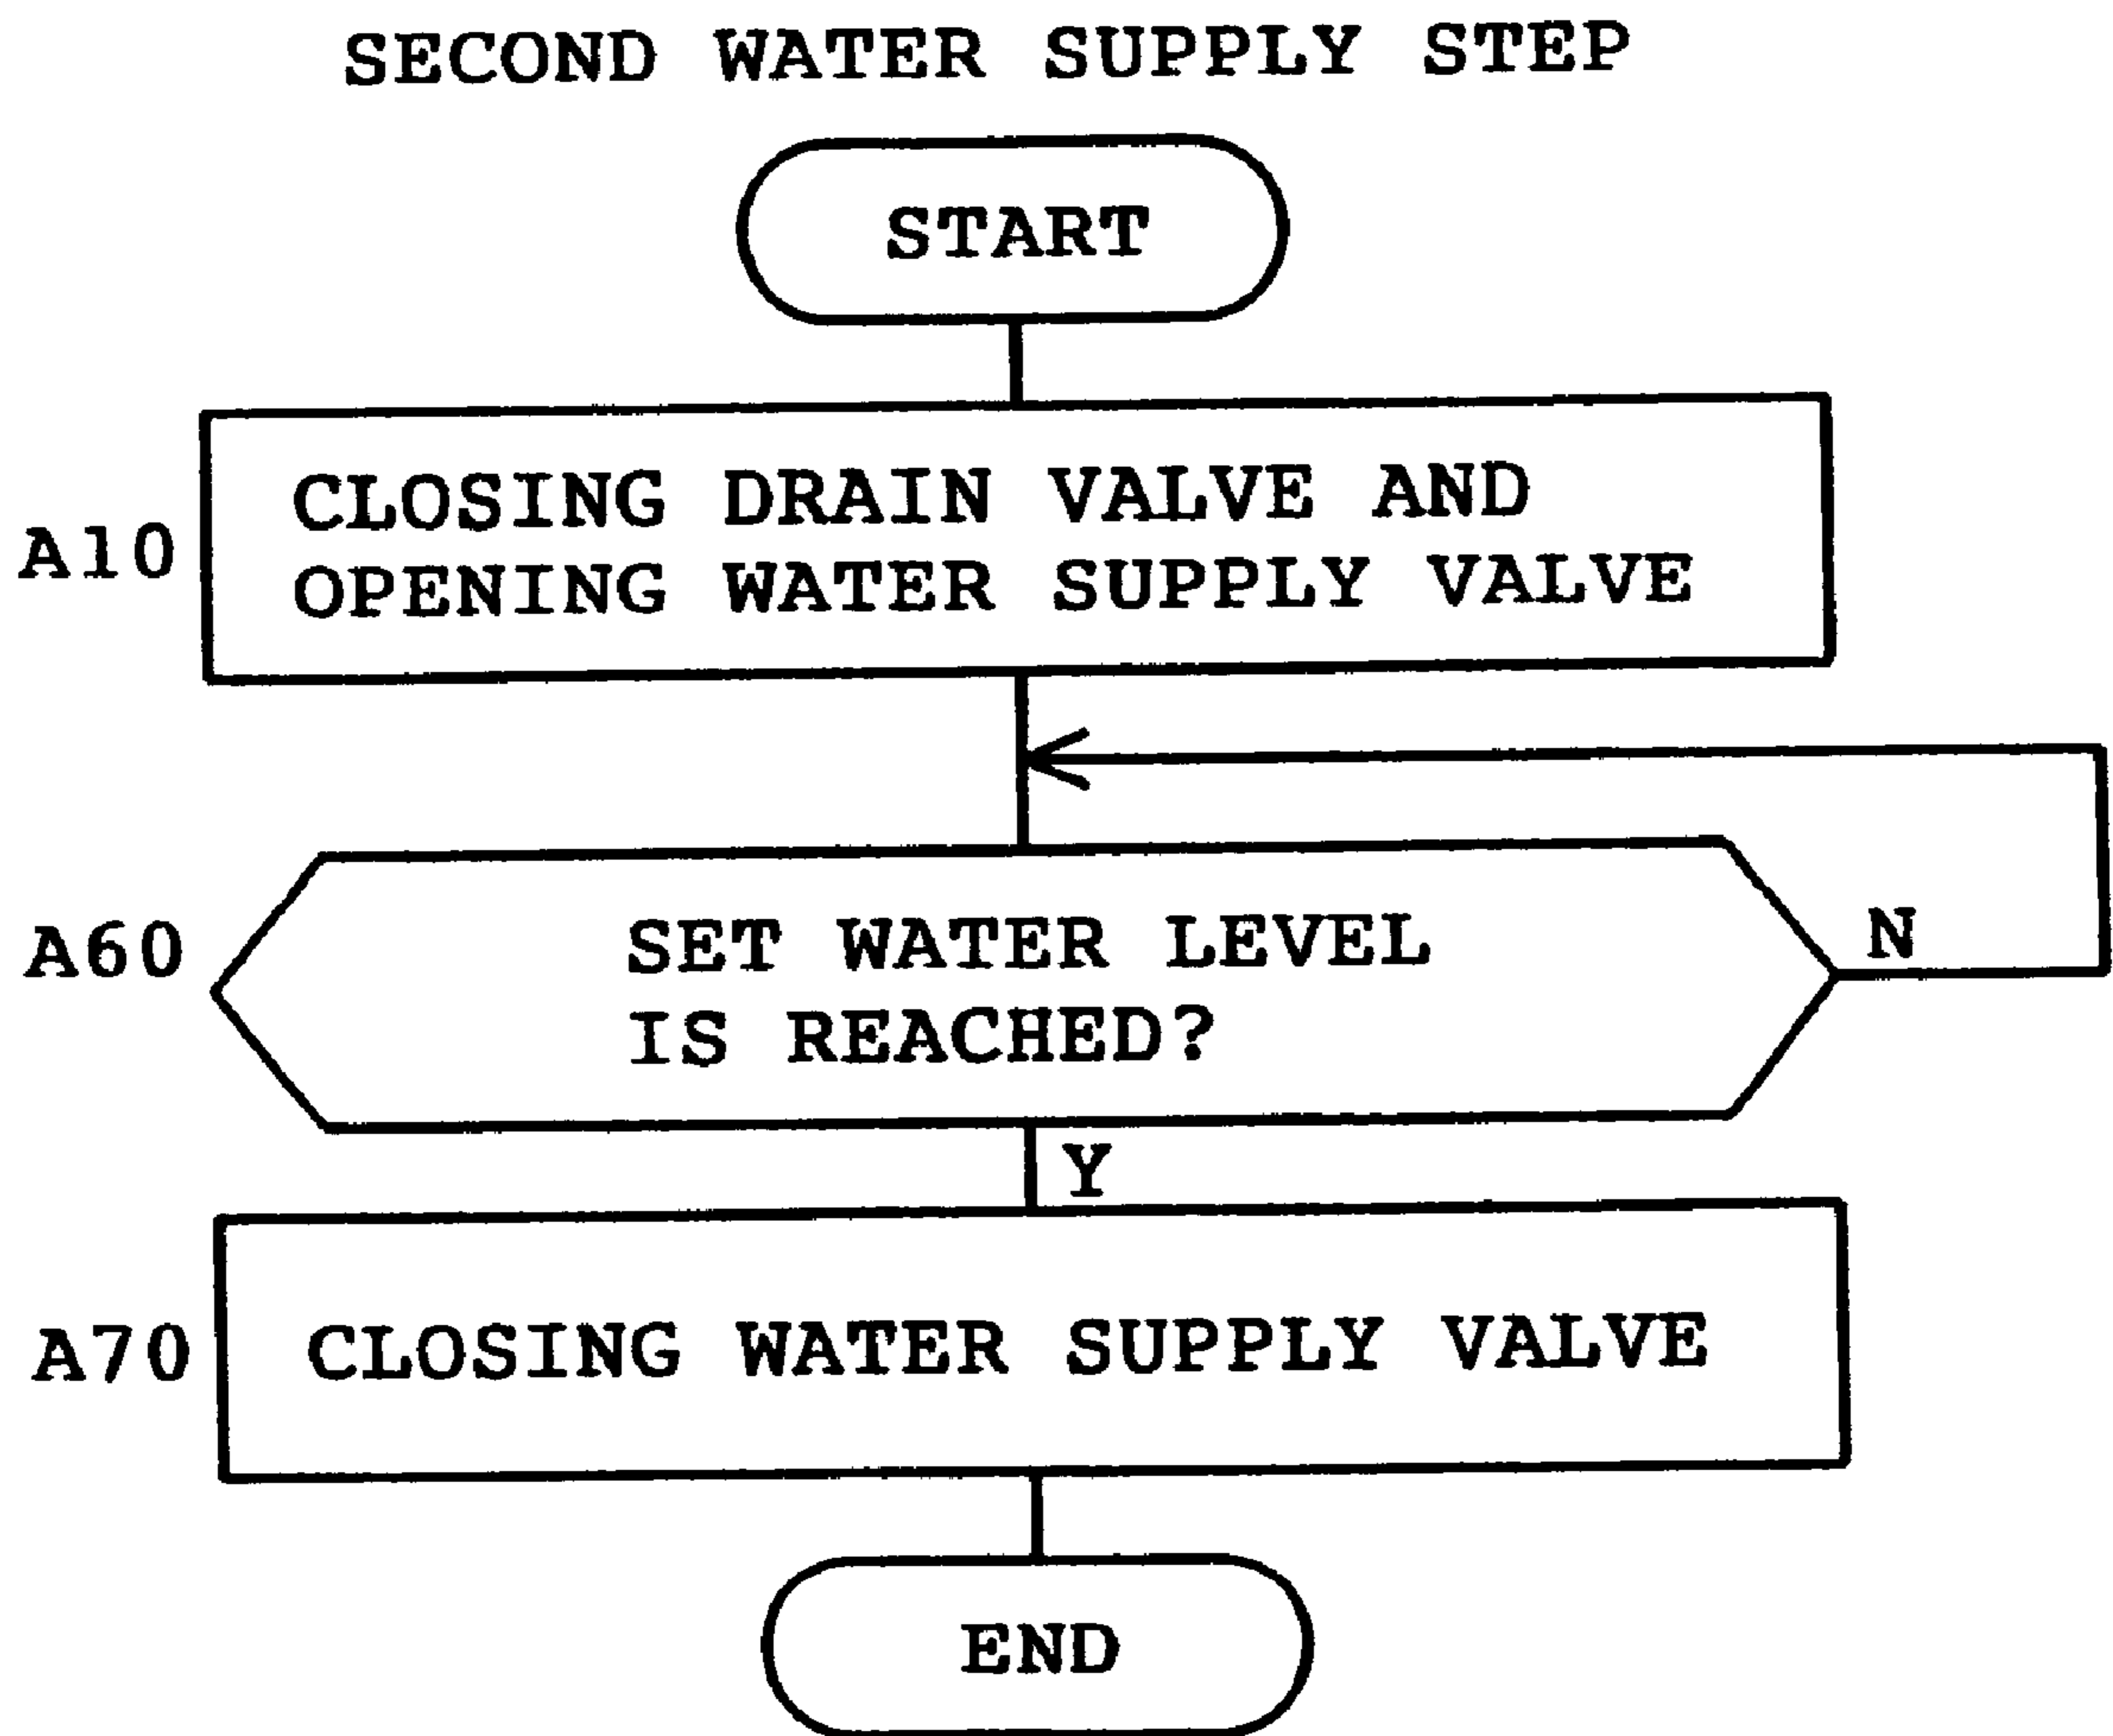 SECOND WATER SUPPLY STEP
START
A10
CLOSING DRAIN VALVE AND
OPENING WATER SUPPLY VALVE
A60
SET WATER LEVEL
IS REACHED?
N
Y
A70
CLOSING WATER SUPPLY VALVE
END